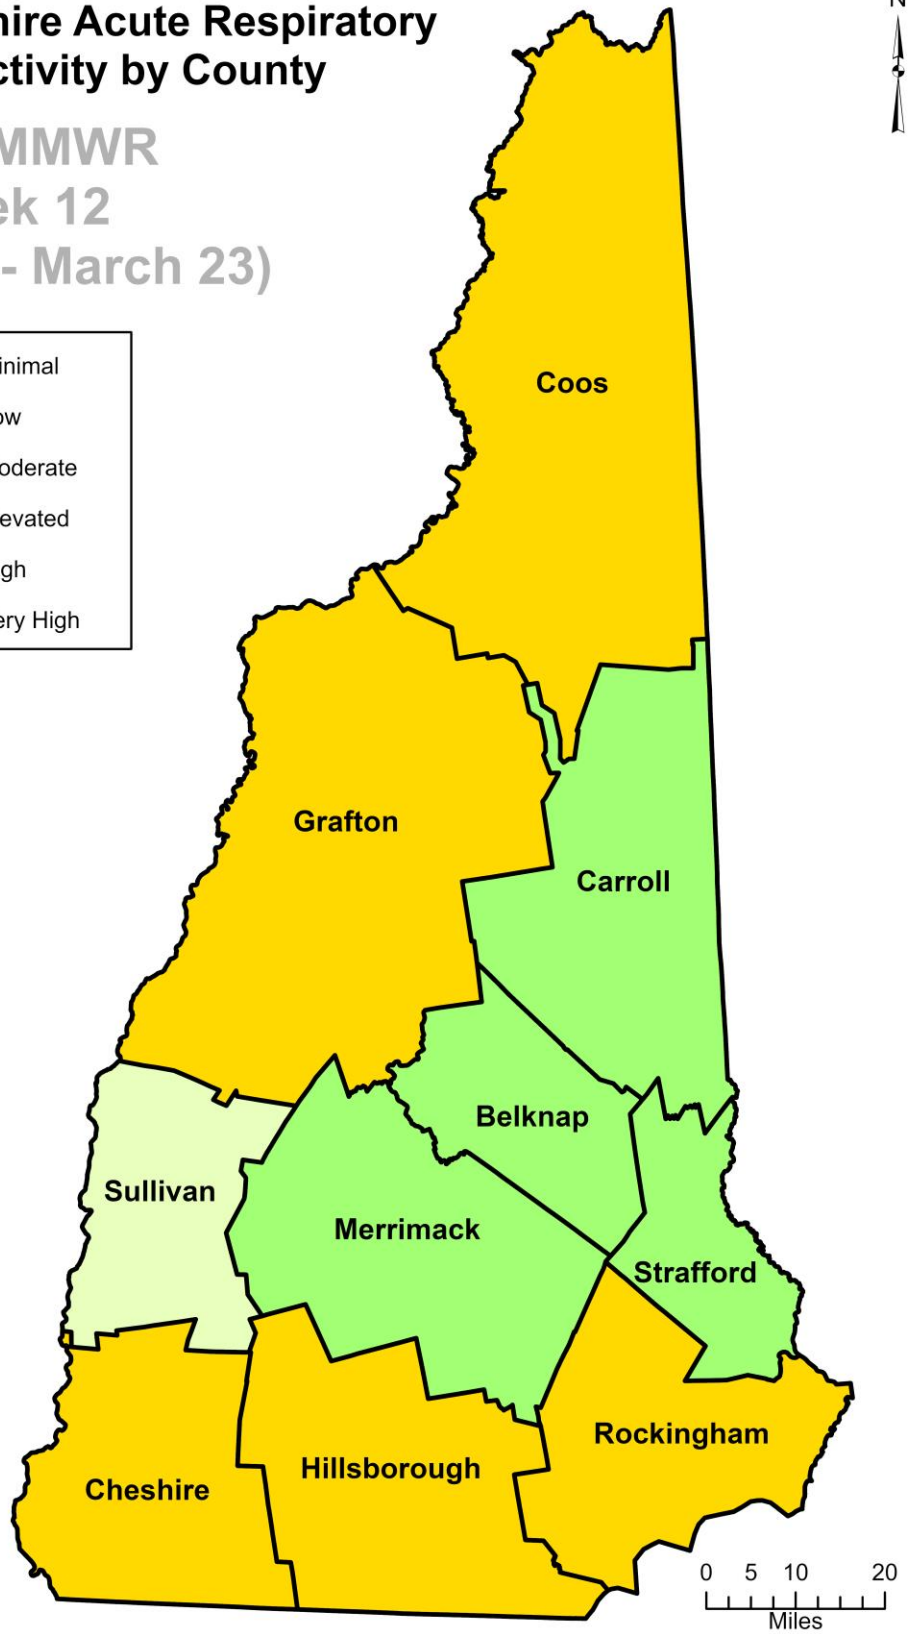 hire Acute Respiratory
ctivity by County
N
MMWR
ek 12
- March 23)
inimal
ow
oderate
evated
gh
ery High
Coos
Grafton
Carroll
Belknap
Sullivan
Merrimack
Strafford
Rockingham
Hillsborough
Cheshire
0 5 10 20
Miles